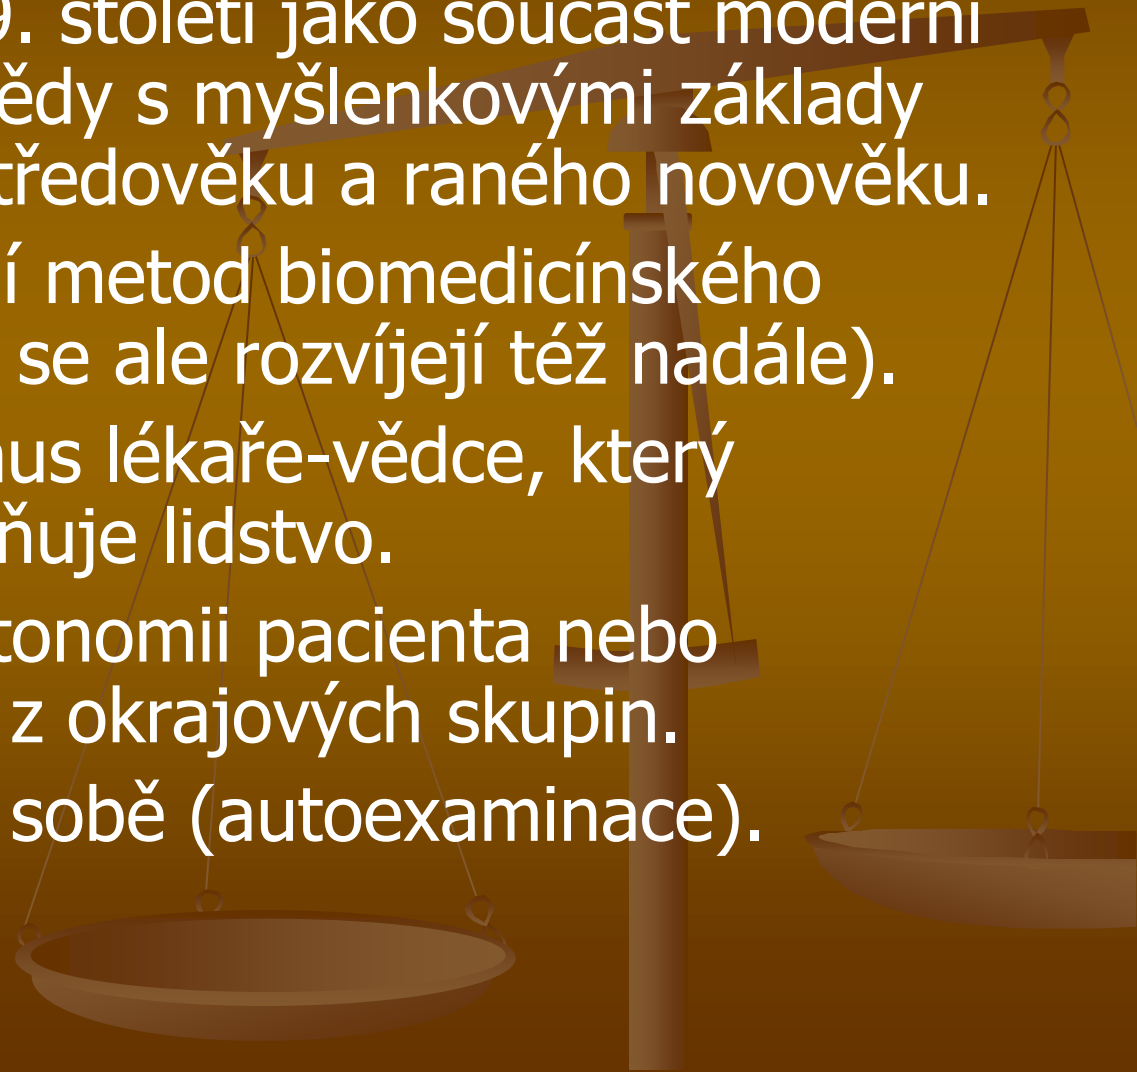 9. století jako součást moderní
ědy s myšlenkovými základy
tředověku a raného novověku.
í metod biomedicínského
se ale rozvíjejí též nadále).
us lékaře-vědce, který
ňuje lidstvo.
tonomii pacienta nebo
z okrajových skupin.
sobě (autoexaminace).